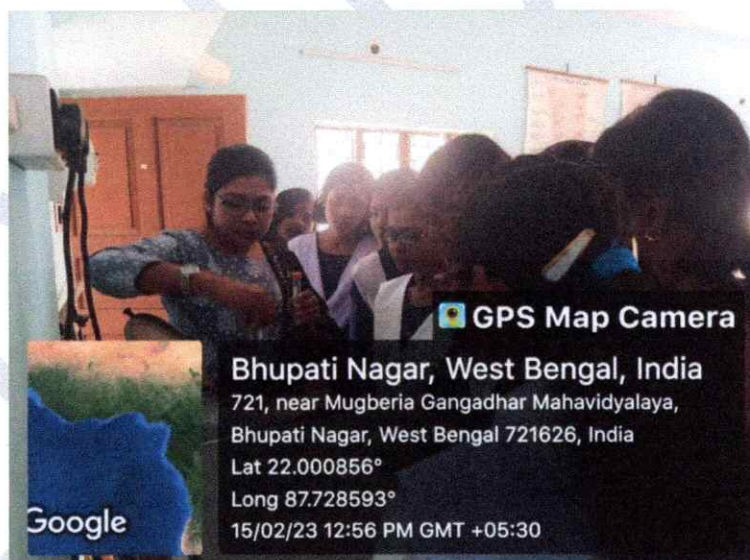 GPS Map Camera
Bhupati Nagar, West Bengal, India
721, near Mugberia Gangadhar Mahavidyalaya,
Bhupati Nagar, West Bengal 721626, India
Lat 22.000856°
Long 87.728593°
15/02/23 12:56 PM GMT +05:30
Google